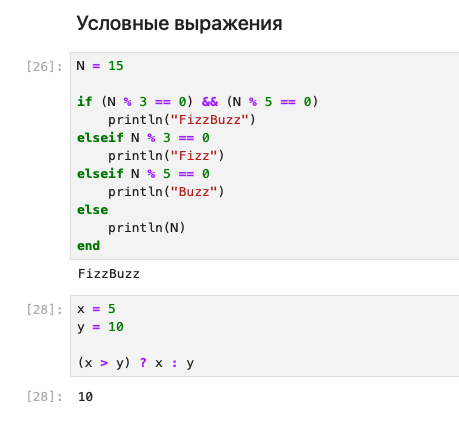 Условные выражения
[26]: N = 15
if (N % 3 == 0) && (N % 5 == 0)
    println("FizzBuzz")
elseif N % 3 == 0
    println("Fizz")
elseif N % 5 == 0
    println("Buzz")
else
    println(N)
end
FizzBuzz
[28]: x = 5
y = 10
(x > y) ? x : y
[28]: 10